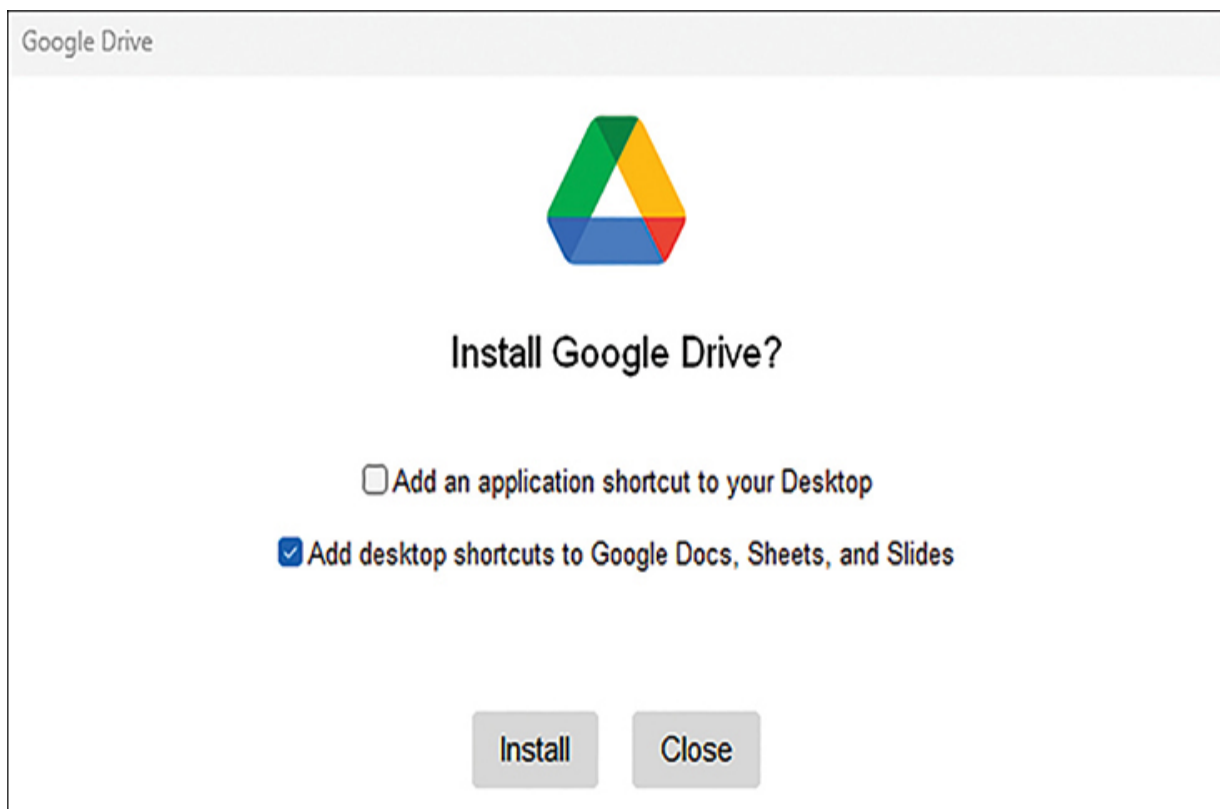 Google Drive
Install Google Drive?
Add an application shortcut to your Desktop
Add desktop shortcuts to Google Docs, Sheets, and Slides
Install Close